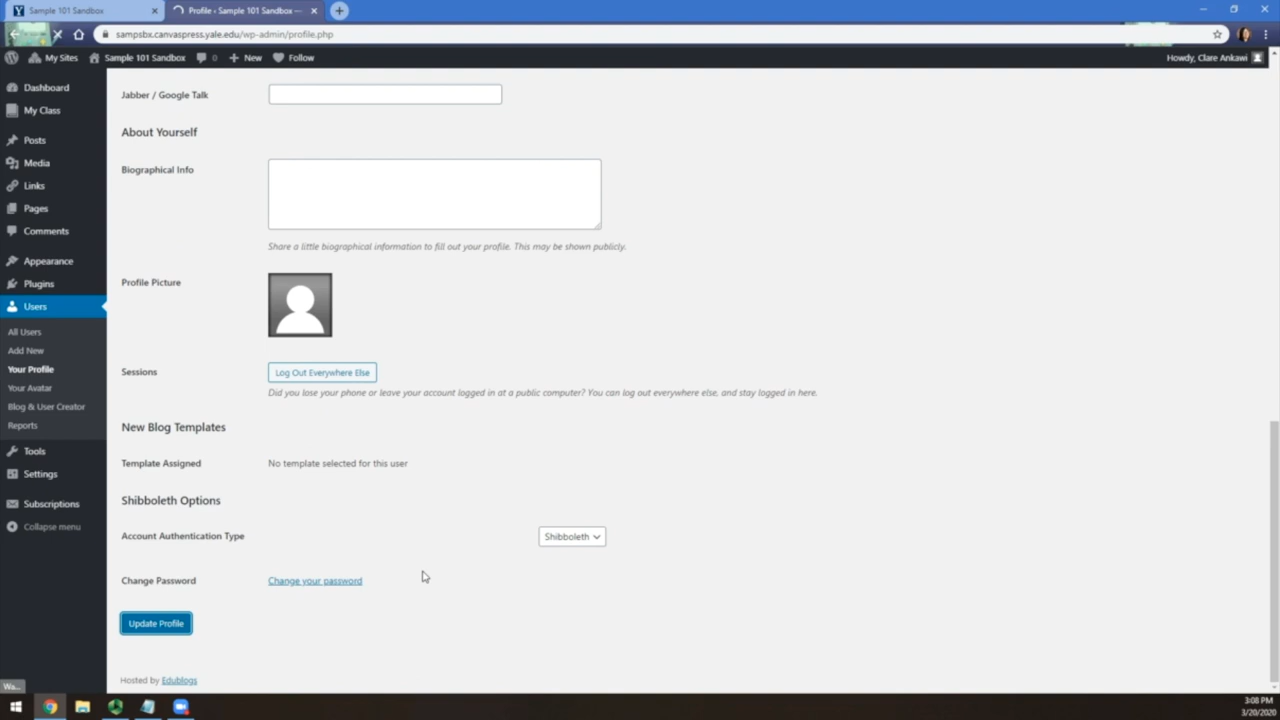 Sample 101 Sandbox
Profile ‹ Sample 101 Sandbox —
sampsbx.canvaspress.yale.edu/wp-admin/profile.php
My Sites
Sample 101 Sandbox
0
New
Follow
Howdy, Clare Ankawi
Dashboard
My Class
Posts
Media
Links
Pages
Comments
Appearance
Plugins
Users
All Users
Add New
Your Profile
Your Avatar
Blog & User Creator
Reports
Tools
Settings
Subscriptions
Collapse menu
Jabber / Google Talk
About Yourself
Biographical Info
Share a little biographical information to fill out your profile. This may be shown publicly.
Profile Picture
Sessions
Log Out Everywhere Else
Did you lose your phone or leave your account logged in at a public computer? You can log out everywhere else, and stay logged in here.
New Blog Templates
Template Assigned
No template selected for this user
Shibboleth Options
Account Authentication Type
Shibboleth
Change Password
Change your password
Update Profile
Hosted by Edublogs
Wa...
3:08 PM
3/20/2020